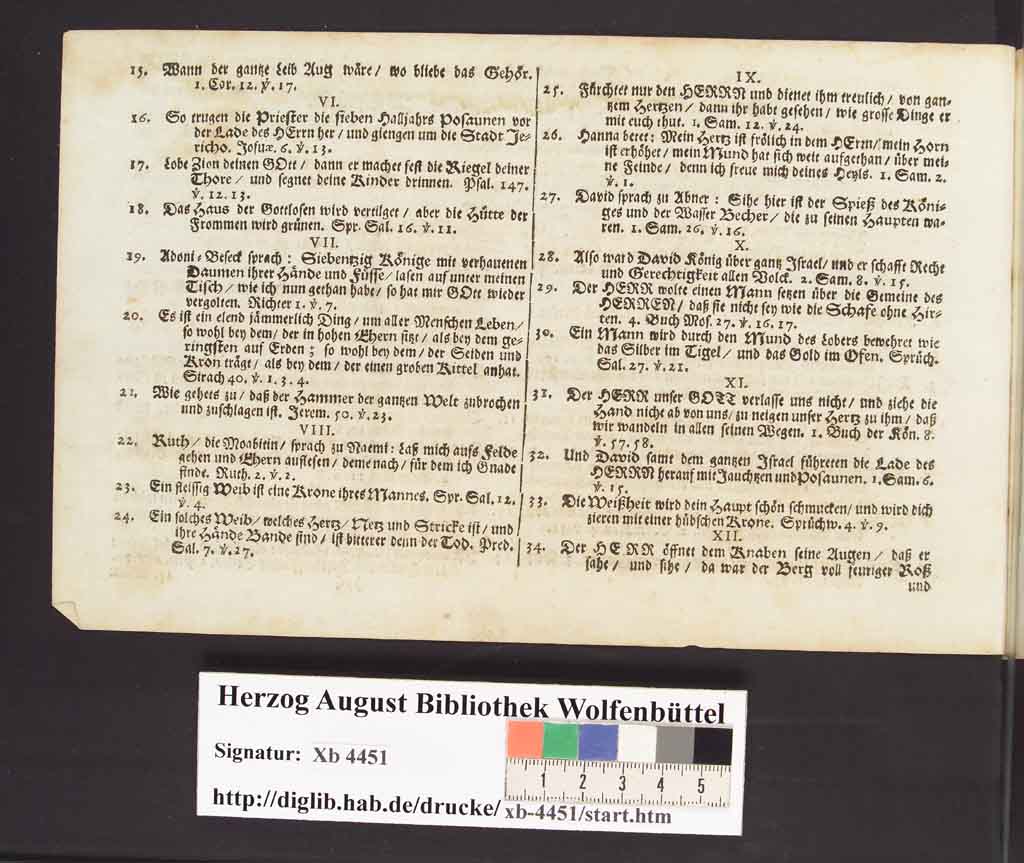 15. Wann der gantze Leib Aug wäre / wo bliebe das Gehör.
1. Cor. 12. ℣. 17.
VI.
16. So trugen die Priester die sieben Halljahrs Posaunen vor
der Lade des HErrn her / und giengen um die Stadt Je-
richo. Josuæ. 6. ℣. 13.
17. Lobe Zion deinen GOtt / dann er machet fest die Riegel deiner
Thore / und segnet deine Kinder drinnen. Psal. 147.
℣. 12. 13.
18. Das Haus der Gottlosen wird vertilget / aber die Hütte der
Frommen wird grünen. Spr. Sal. 16. ℣. 11.
VII.
19. Adoni-Beseck sprach: Siebentzig Könige mit verhauenen
Daumen ihrer Hände und Füsse / lasen auf unter meinen
Tisch / wie ich nun gethan habe / so hat mir GOtt wieder
vergolten. Richter 1. ℣. 7.
20. Es ist ein elend jämmerlich Ding / um aller Menschen Leben /
so wohl bey dem / der in hohen Ehern sitzt / als bey dem ge-
ringsten auf Erden; so wohl bey dem / der Seiden und
Kron trägt / als bey dem / der einen groben Kittel anhat.
Sirach 40. ℣. 1. 3. 4.
21. Wie gehets zu / daß der Hammer der gantzen Welt zubrochen
und zuschlagen ist. Jerem. 50. ℣. 23.
VIII.
22. Ruth / die Moabitin / sprach zu Naemi: Laß mich aufs Felde
gehen und Ehern auflesen / deme nach / für dem ich Gnade
finde. Ruth. 2. ℣. 2.
23. Ein fleissig Weib ist eine Krone ihres Mannes. Spr. Sal. 12.
℣. 4.
24. Ein solches Weib / welches Hertz / Netz und Stricke ist / und
ihre Hände Bande sind / ist bitterer denn der Tod. Pred.
Sal. 7. ℣. 27.
IX.
25. Fürchtet nur den HERRN und dienet ihm treulich / von gan-
tzem Hertzen / dann ihr habt gesehen / wie grosse Dinge er
mit euch thut. 1. Sam. 12. ℣. 24.
26. Hanna betet: Mein Hertz ist frölich in dem HErrn / mein Horn
ist erhöhet / mein Mund hat sich weit aufgethan / über mei-
ne Feinde / denn ich freue mich deines Heyls. 1. Sam. 2.
℣. 1.
27. David sprach zu Abner: Sihe hier ist der Spieß des Köni-
ges und der Wasser Becher / die zu seinen Haupten wa-
ren. 1. Sam. 26. ℣. 16.
X.
28. Also ward David König über gantz Israel / und er schafft Recht
und Gerechtigkeit allen Volck. 2. Sam. 8. ℣. 15.
29. Der HERR wolte einen Mann setzen über die Gemeine des
HERREN / daß sie nicht sey wie die Schafe ohne Hir-
ten. 4. Buch Mos. 27. ℣. 16. 17.
30. Ein Mann wird durch den Mund des Lobers bewehret wie
das Silber im Tigel / und das Gold im Ofen. Sprüch.
Sal. 27. ℣. 21.
XI.
31. Der HERR unser GOTT verlasse uns nicht / und ziehe die
Hand nicht ab von uns / zu neigen unser Hertz zu ihm / daß
wir wandeln in allen seinen Wegen. 1. Buch der Kön. 8.
℣. 57. 58.
32. Und David samt dem gantzen Israel führeten die Lade des
HERRN herauf mit Jauchtzen und Posaunen. 1. Sam. 6.
℣. 15.
33. Die Weißheit wird dein Haupt schön schmucken / und wird dich
zieren mit einer hübschen Krone. Sprüchw. 4. ℣. 9.
XII.
34. Der HERR öffnet dem Knaben seine Augen / daß er
sahe / und sihe / da war der Berg voll feuriger Roß
und
Herzog August Bibliothek Wolfenbüttel
Signatur: Xb 4451
1 2 3 4 5
http://diglib.hab.de/drucke/xb-4451/start.htm